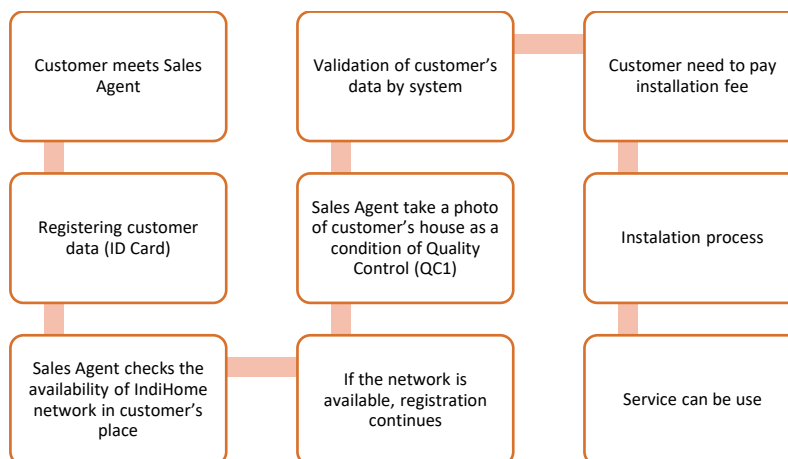 Customer meets Sales
Agent
Registering customer
data (ID Card)
Sales Agent checks the
availability of IndiHome
network in customer's
place
If the network is
available, registration
continues
Sales Agent take a photo
of customer's house as a
condition of Quality
Control (QC1)
Validation of customer's
data by system
Customer need to pay
installation fee
Instalation process
Service can be use